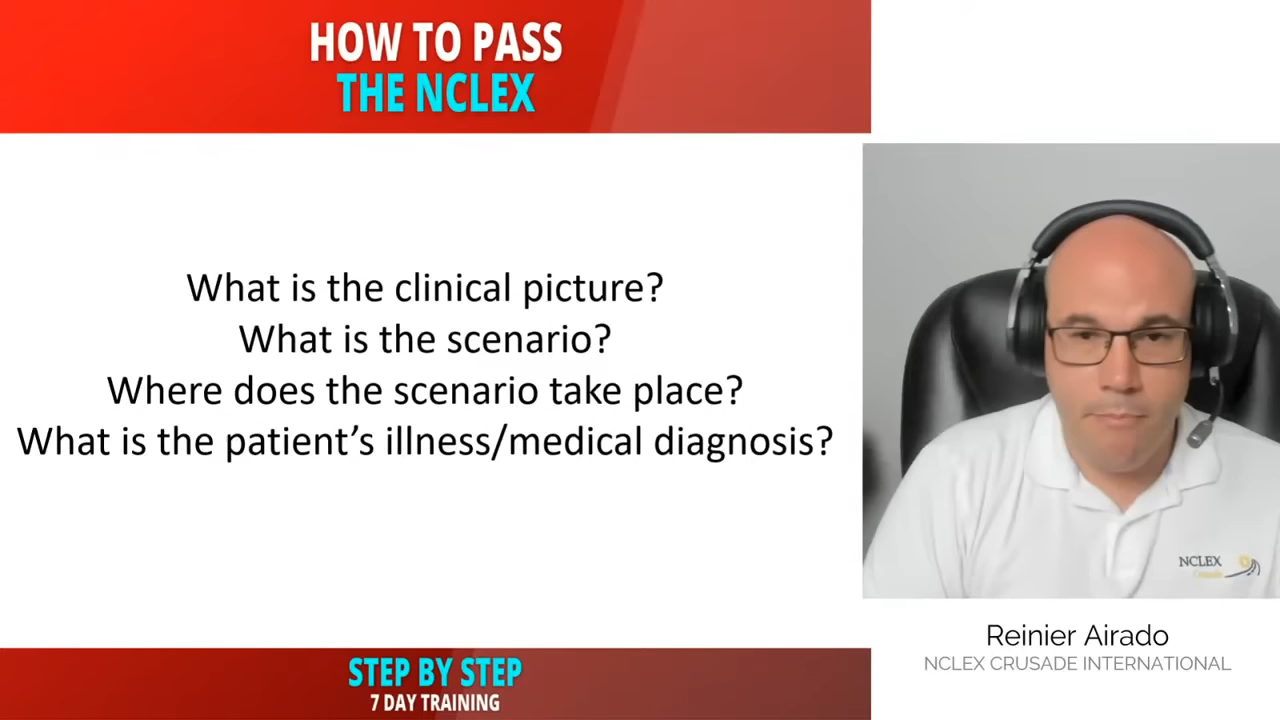 HOW TO PASS
THE NCLEX
What is the clinical picture?
What is the scenario?
Where does the scenario take place?
What is the patient’s illness/medical diagnosis?
NCLEX
Crusade
Reinier Airado
NCLEX CRUSADE INTERNATIONAL
STEP BY STEP
7 DAY TRAINING